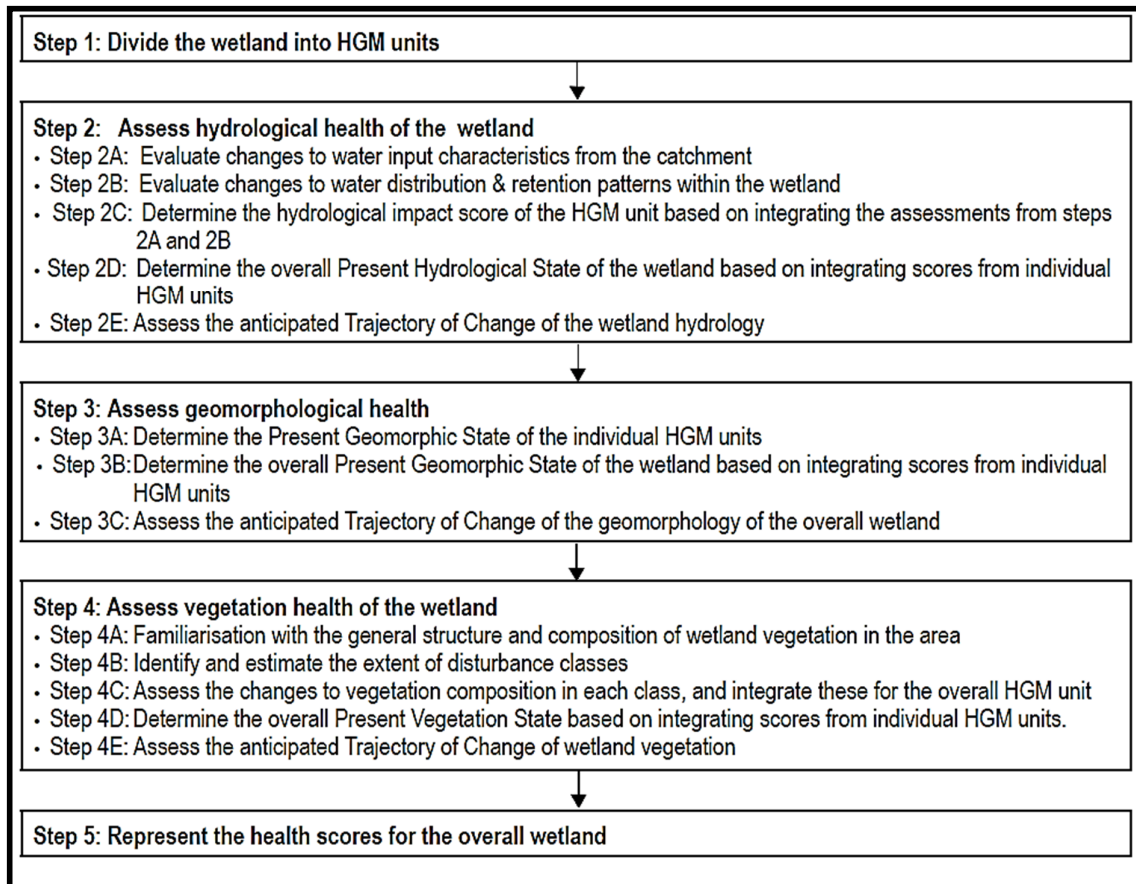 Step 1: Divide the wetland into HGM units
Step 2: Assess hydrological health of the wetland
• Step 2A: Evaluate changes to water input characteristics from the catchment
• Step 2B: Evaluate changes to water distribution & retention patterns within the wetland
• Step 2C: Determine the hydrological impact score of the HGM unit based on integrating the assessments from steps
2A and 2B
• Step 2D: Determine the overall Present Hydrological State of the wetland based on integrating scores from individual
HGM units
• Step 2E: Assess the anticipated Trajectory of Change of the wetland hydrology
Step 3: Assess geomorphological health
• Step 3A: Determine the Present Geomorphic State of the individual HGM units
• Step 3B: Determine the overall Present Geomorphic State of the wetland based on integrating scores from individual
HGM units
• Step 3C: Assess the anticipated Trajectory of Change of the geomorphology of the overall wetland
Step 4: Assess vegetation health of the wetland
• Step 4A: Familiarisation with the general structure and composition of wetland vegetation in the area
• Step 4B: Identify and estimate the extent of disturbance classes
• Step 4C: Assess the changes to vegetation composition in each class, and integrate these for the overall HGM unit
• Step 4D: Determine the overall Present Vegetation State based on integrating scores from individual HGM units.
• Step 4E: Assess the anticipated Trajectory of Change of wetland vegetation
Step 5: Represent the health scores for the overall wetland